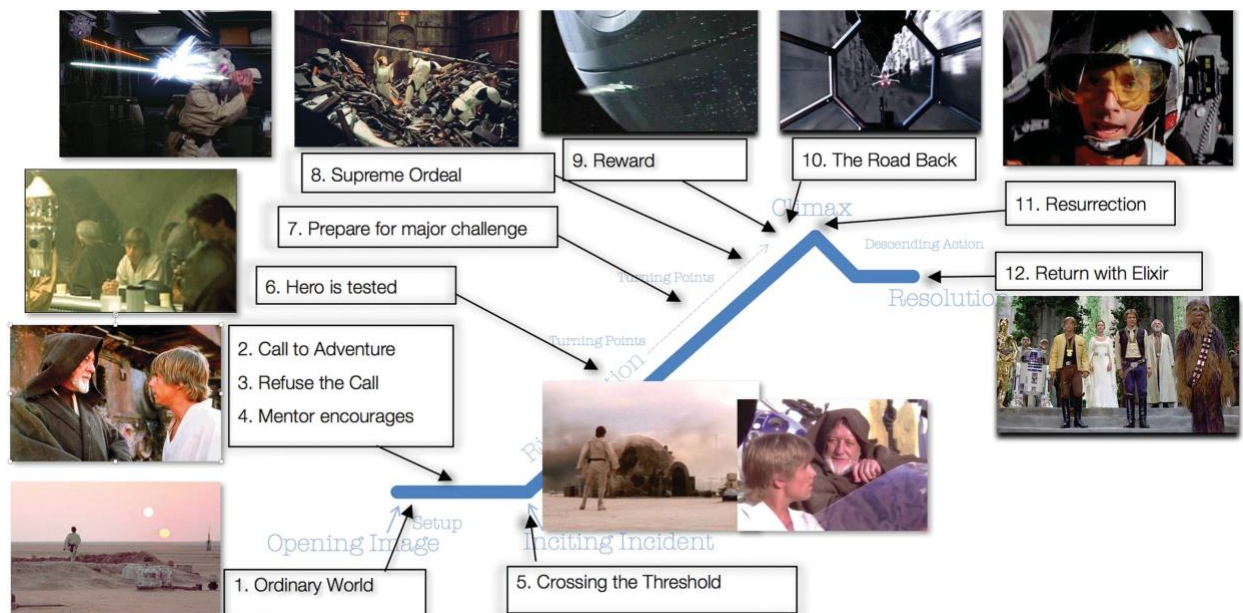 8. Supreme Ordeal
9. Reward
10. The Road Back
Climax
11. Resurrection
7. Prepare for major challenge
Descending Action
Turning Points
12. Return with Elixir
6. Hero is tested
Resolution
Turning Points
2. Call to Adventure
3. Refuse the Call
4. Mentor encourages
Setup
Opening Image
Inciting Incident
1. Ordinary World
5. Crossing the Threshold